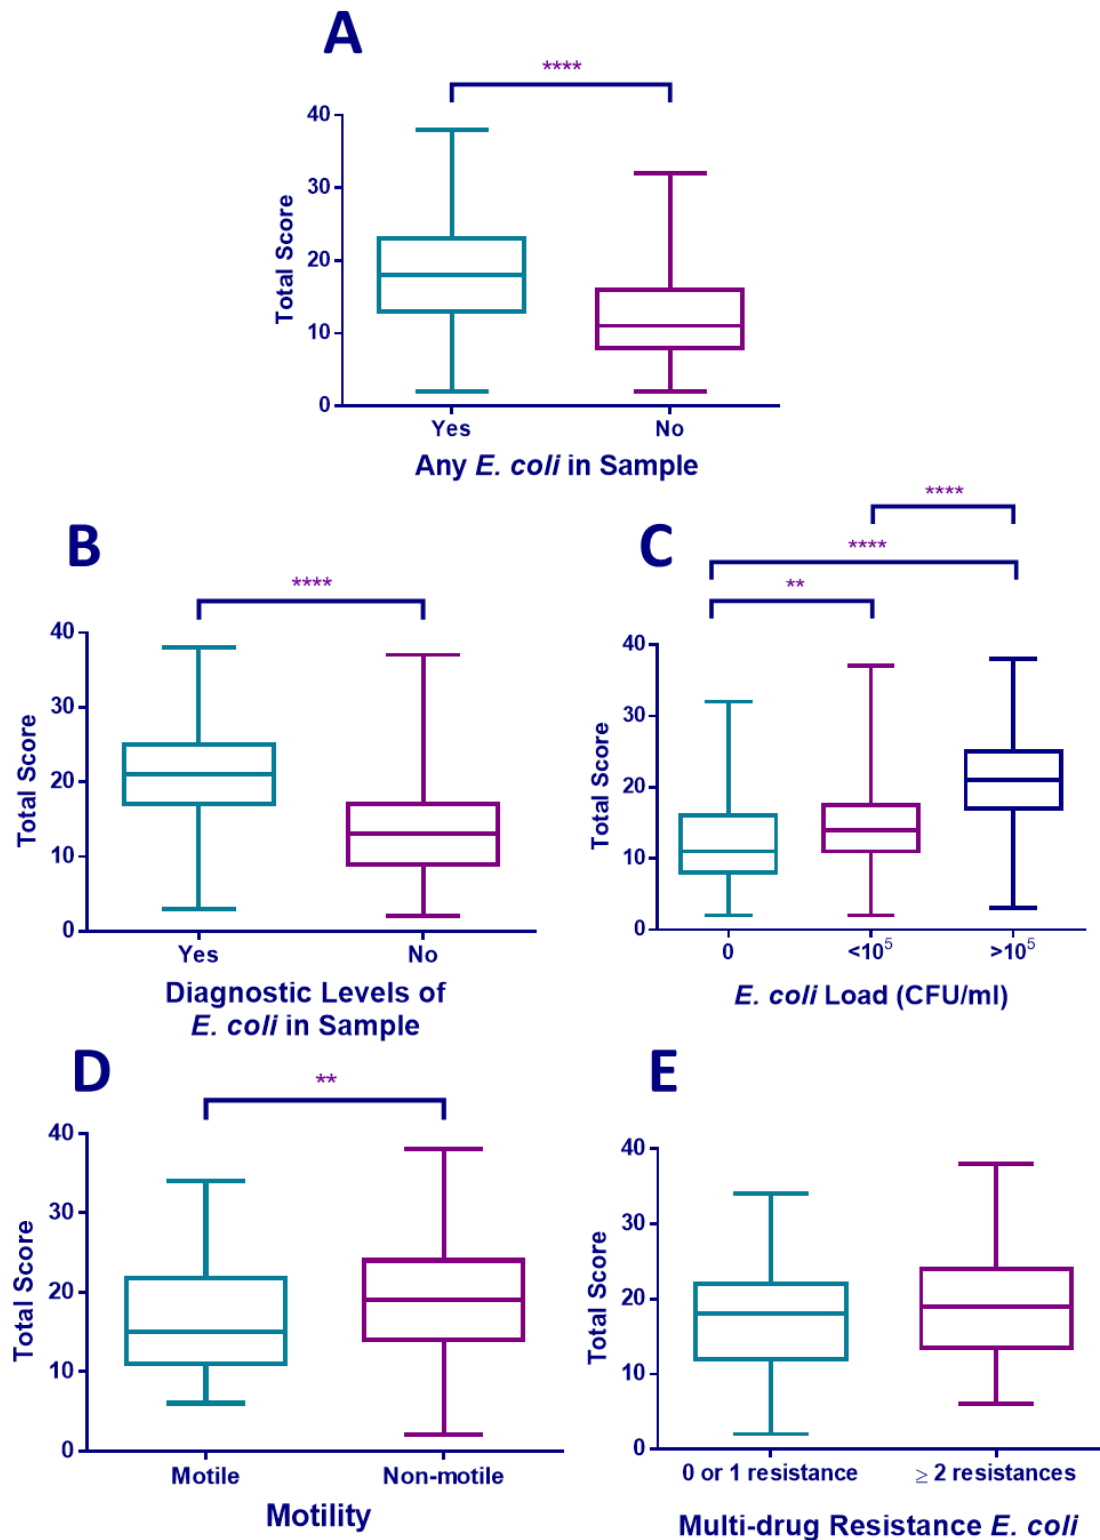 A
****
40
30
20
10
0
Total Score
Yes
No
Any E. coli in Sample
B
****
40
30
20
10
0
Total Score
Yes
No
Diagnostic Levels of
E. coli in Sample
C
****
****
**
40
30
20
10
0
Total Score
0
<10⁵
>10⁵
E. coli Load (CFU/ml)
D
**
40
30
20
10
0
Total Score
Motile
Non-motile
Motility
E
40
30
20
10
0
Total Score
0 or 1 resistance
≥ 2 resistances
Multi-drug Resistance E. coli